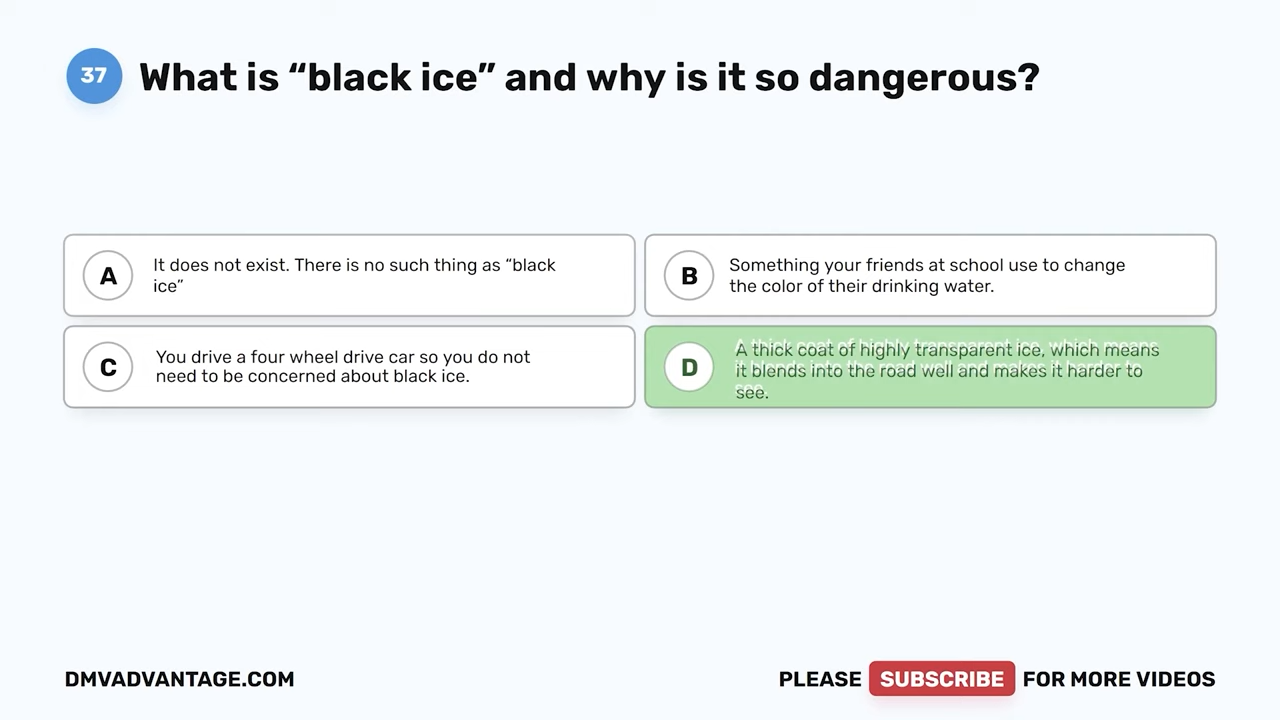 37 What is “black ice” and why is it so dangerous?
A
It does not exist. There is no such thing as “black
ice”
B
Something your friends at school use to change
the color of their drinking water.
C
You drive a four wheel drive car so you do not
need to be concerned about black ice.
D
A thick coat of highly transparent ice, which means
it blends into the road well and makes it harder to
see.
DMVADVANTAGE.COM
PLEASE SUBSCRIBE FOR MORE VIDEOS